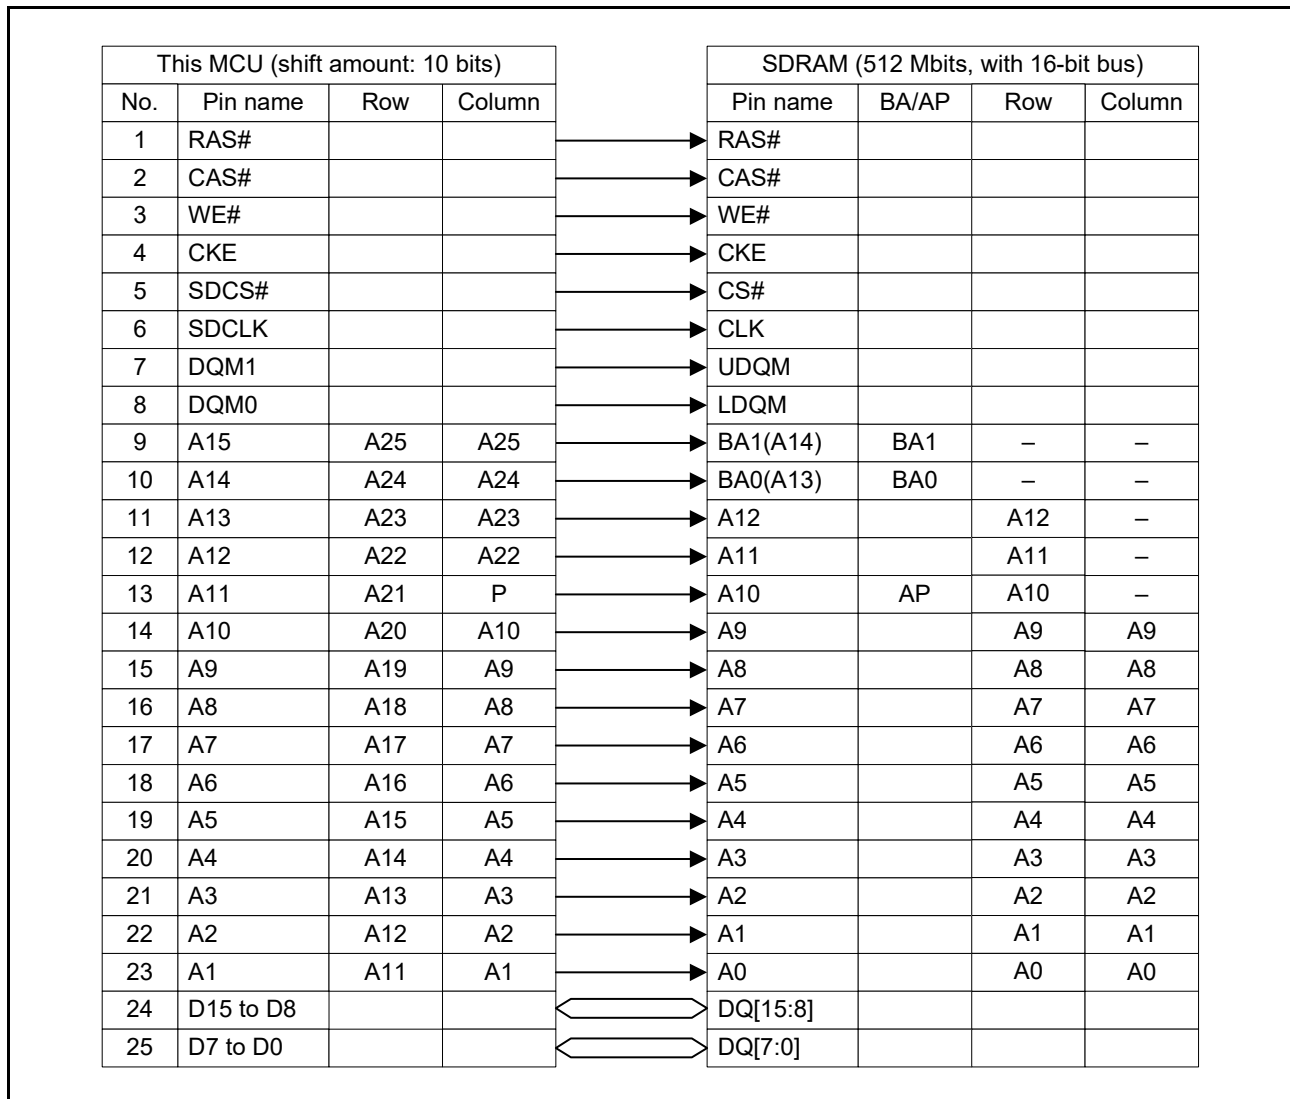 This MCU (shift amount: 10 bits) SDRAM (512 Mbits, with 16-bit bus)
No. Pin name Row Column Pin name BA/AP Row Column
1 RAS# RAS#
2 CAS# CAS#
3 WE# WE#
4 CKE CKE
5 SDCS# CS#
6 SDCLK CLK
7 DQM1 UDQM
8 DQM0 LDQM
9 A15 A25 A25 BA1(A14) BA1 – –
10 A14 A24 A24 BA0(A13) BA0 – –
11 A13 A23 A23 A12 A12 –
12 A12 A22 A22 A11 A11 –
13 A11 A21 P A10 AP A10 –
14 A10 A20 A10 A9 A9 A9
15 A9 A19 A9 A8 A8 A8
16 A8 A18 A8 A7 A7 A7
17 A7 A17 A7 A6 A6 A6
18 A6 A16 A6 A5 A5 A5
19 A5 A15 A5 A4 A4 A4
20 A4 A14 A4 A3 A3 A3
21 A3 A13 A3 A2 A2 A2
22 A2 A12 A2 A1 A1 A1
23 A1 A11 A1 A0 A0 A0
24 D15 to D8 DQ[15:8]
25 D7 to D0 DQ[7:0]